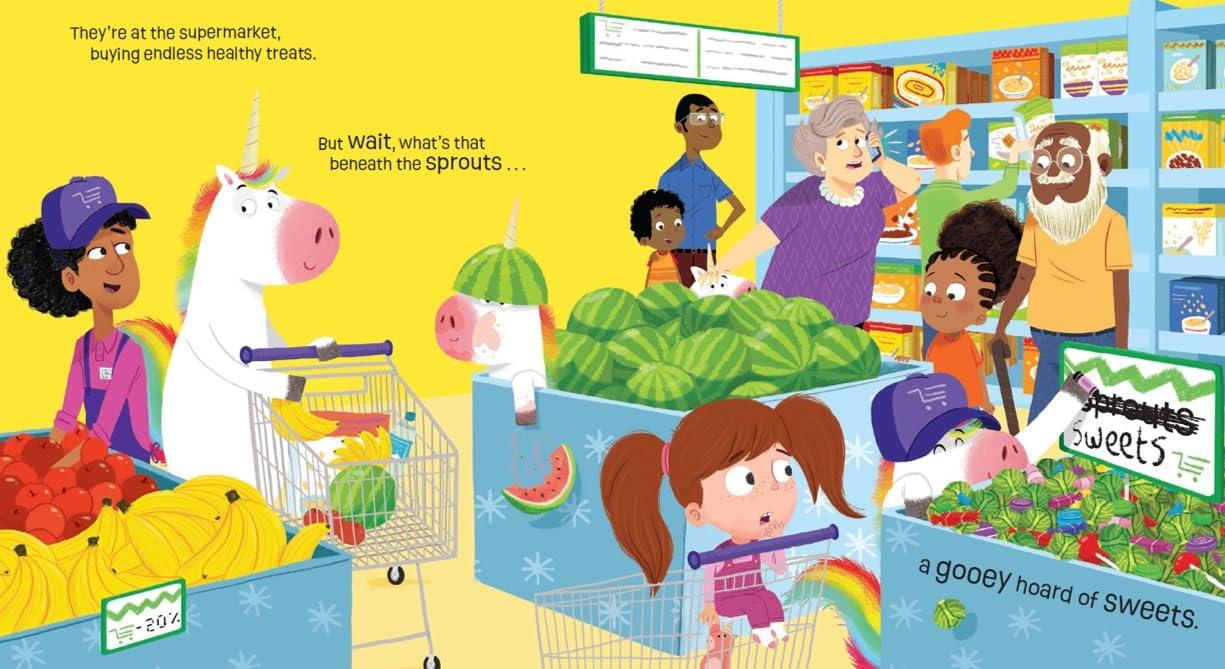 They're at the supermarket,
buying endless healthy treats.
But wait, what's that
beneath the sprouts . . .
sprouts
sweets
a gooey hoard of sweets.
-20%